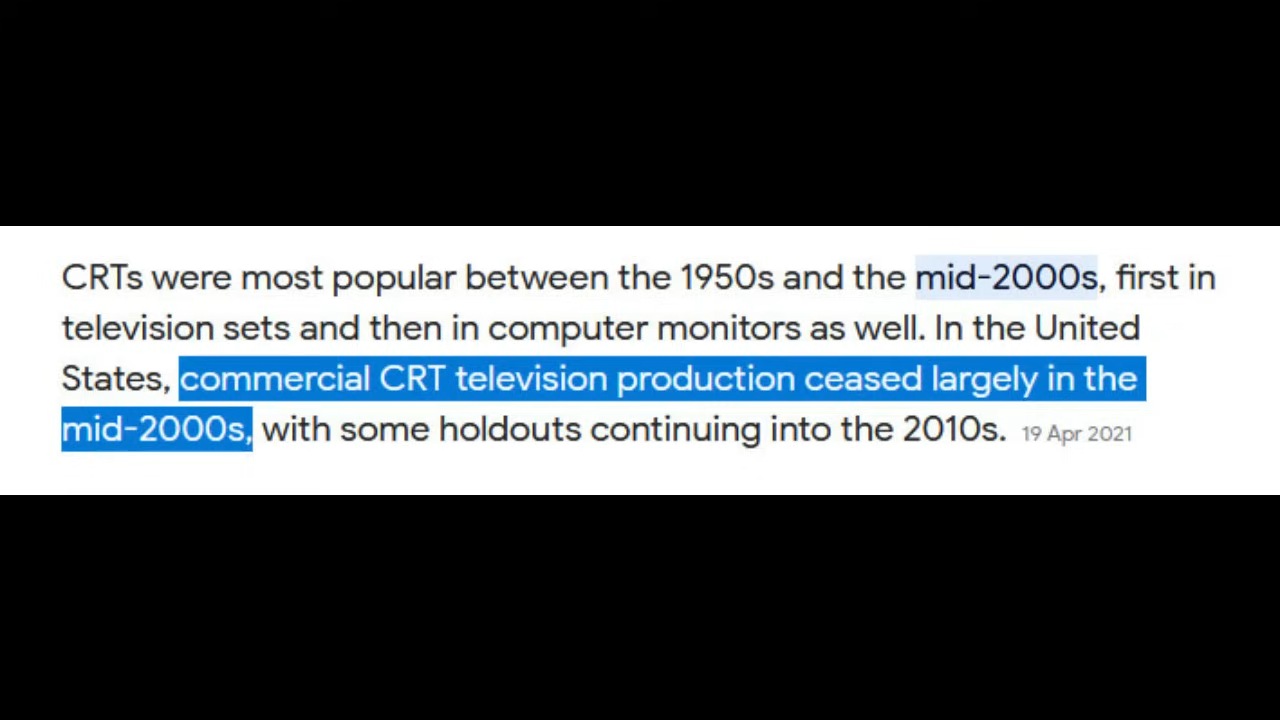 CRTs were most popular between the 1950s and the mid-2000s, first in
television sets and then in computer monitors as well. In the United
States, commercial CRT television production ceased largely in the
mid-2000s, with some holdouts continuing into the 2010s. 19 Apr 2021